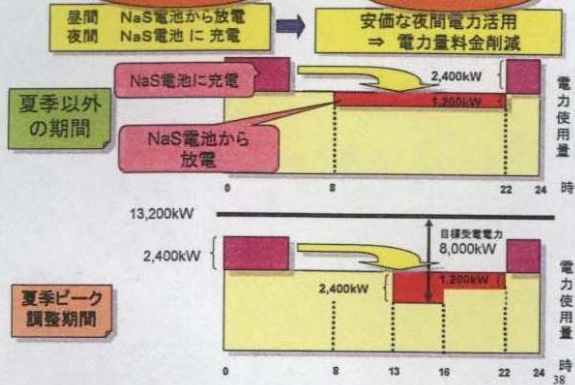 昼間 NaS電池から放電
夜間 NaS電池に充電
安価な夜間電力活用
⇒ 電力量料金削減
夏季以外
の期間
NaS電池に充電
2,400kW
1,200kW
NaS電池から
放電
電力使用量
0 8 22 24 時
13,200kW
目標受電電力
8,000kW
2,400kW
2,400kW
1,200kW
夏季ピーク
調整期間
電力使用量
0 8 13 16 22 24 時
38